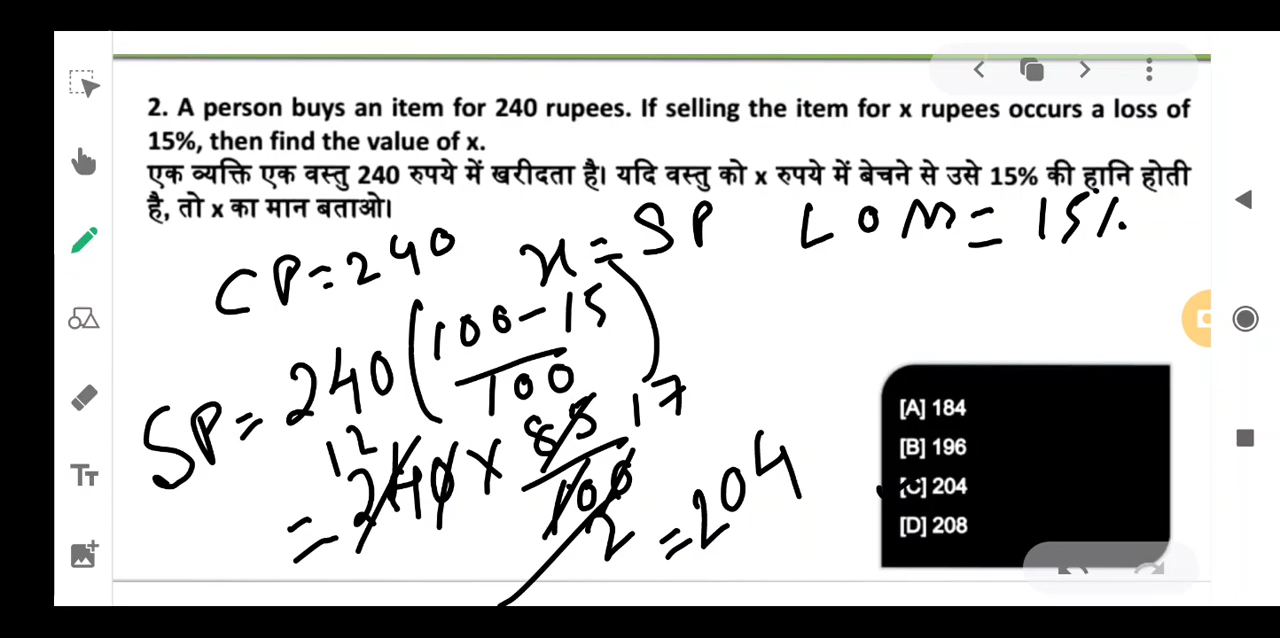 2. A person buys an item for 240 rupees. If selling the item for x rupees occurs a loss of
15%, then find the value of x.
एक व्यक्ति एक वस्तु 240 रुपये में खरीदता है। यदि वस्तु को x रुपये में बेचने से उसे 15% की हानि होती
है, तो x का मान बताओ।
CP = 240 x = SP LOM = 15%
SP = 240 (100 - 15 / 100)
= 240 × 85 / 100 = 204
12 17
2
[A] 184
[B] 196
[C] 204
[D] 208
Tт